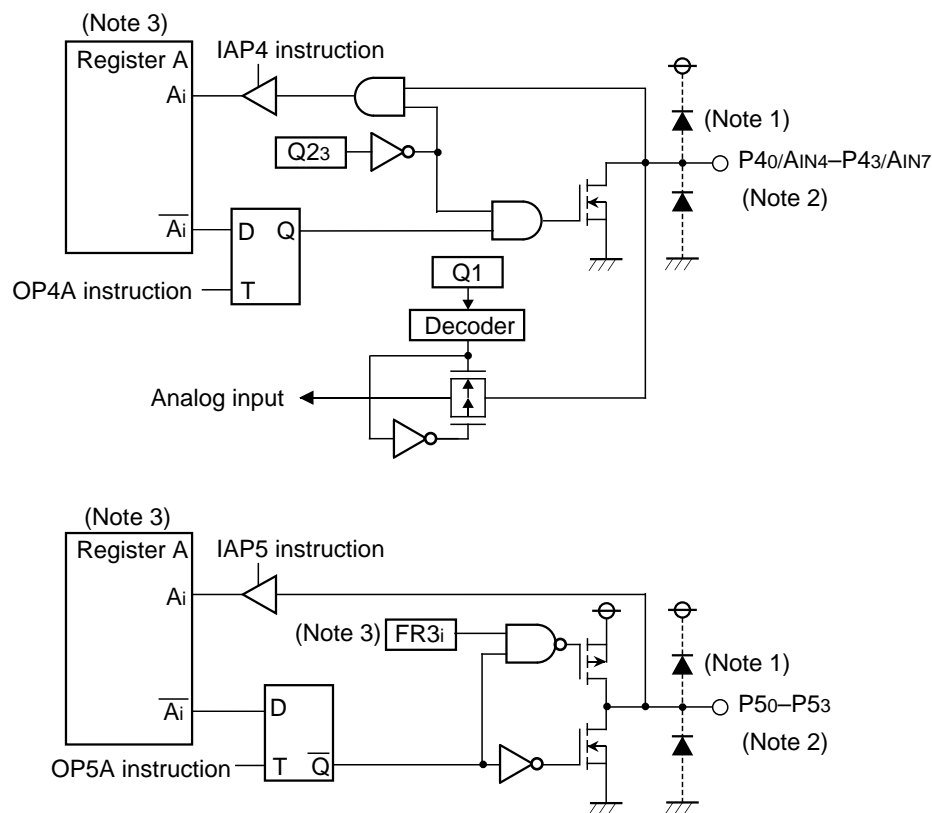 (Note 3)
Register A
IAP4 instruction
Ai
Q23
(Note 1)
P40/AIN4–P43/AIN7
(Note 2)
Ai
D Q
T
OP4A instruction
Q1
Decoder
Analog input
(Note 3)
Register A
IAP5 instruction
Ai
(Note 3) FR3i
(Note 1)
P50–P53
(Note 2)
Ai
D
T Q
OP5A instruction